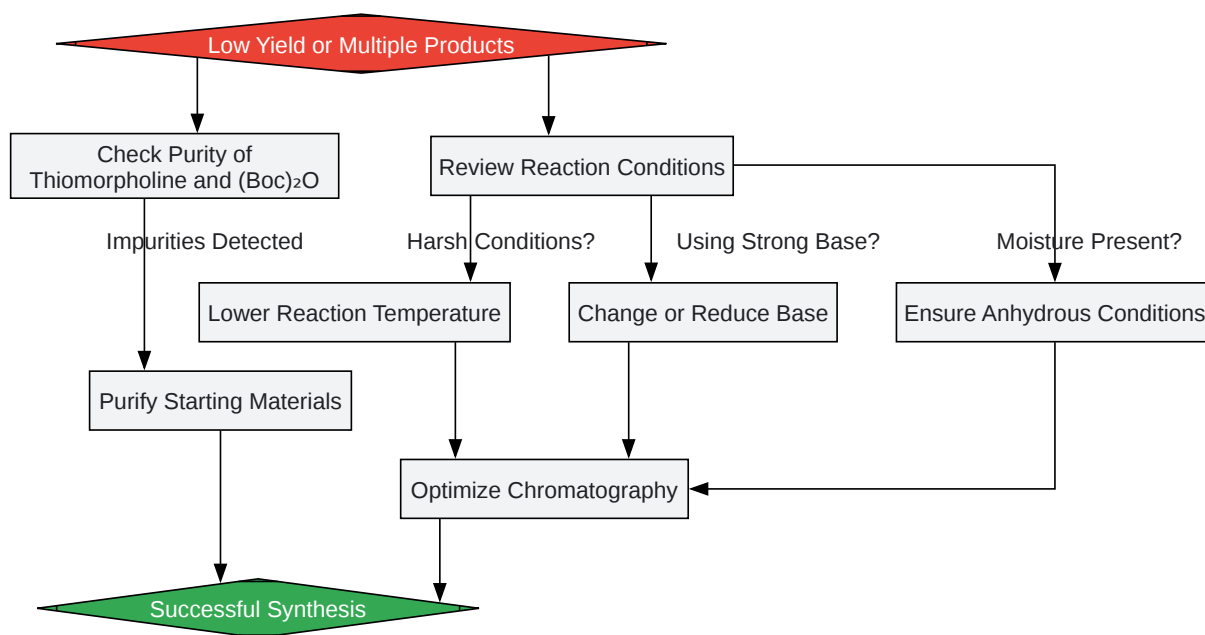 Low Yield or Multiple Products
Check Purity of
Thiomorpholine and (Boc)₂O
Review Reaction Conditions
Impurities Detected
Harsh Conditions?
Using Strong Base?
Moisture Present?
Lower Reaction Temperature
Change or Reduce Base
Ensure Anhydrous Conditions
Purify Starting Materials
Optimize Chromatography
Successful Synthesis